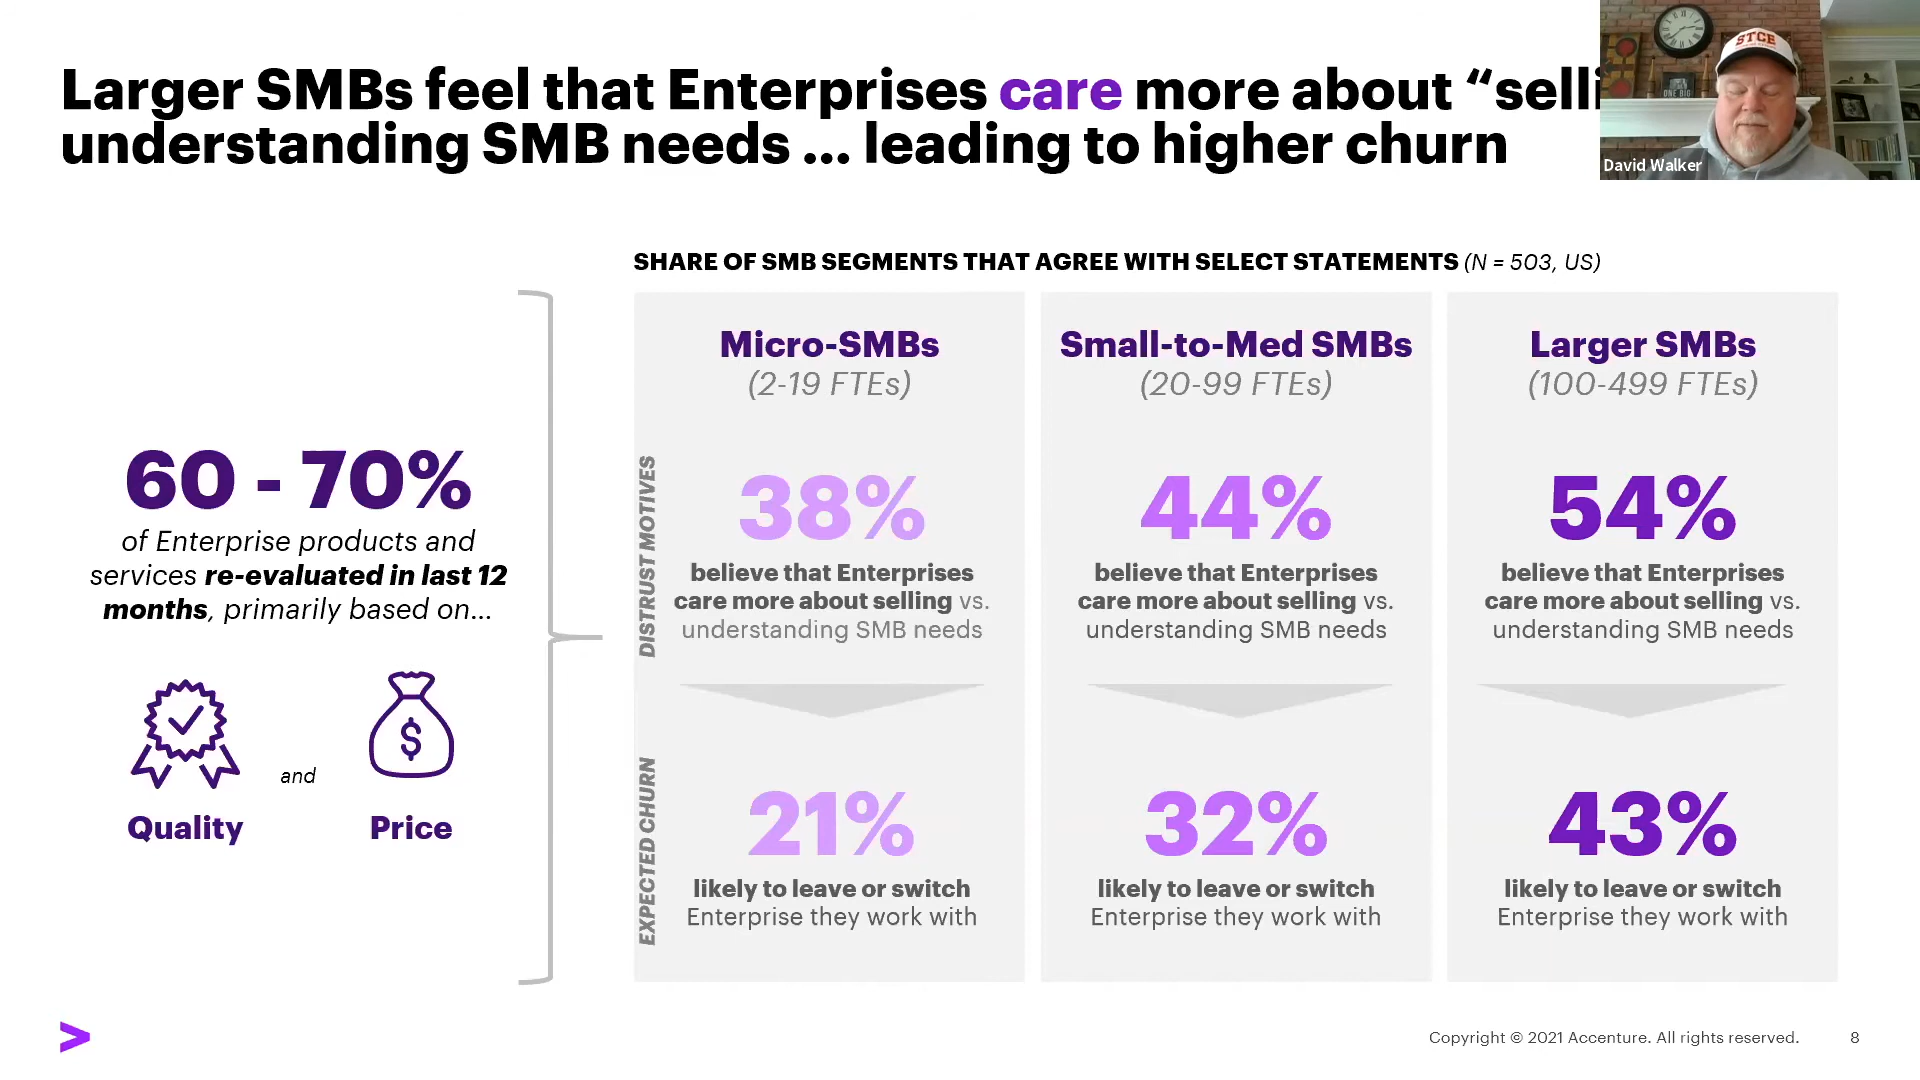 Larger SMBs feel that Enterprises care more about “selli
understanding SMB needs ... leading to higher churn
STCE
ONE BIG
David Walker
SHARE OF SMB SEGMENTS THAT AGREE WITH SELECT STATEMENTS (N = 503, US)
60 - 70%
of Enterprise products and
services re-evaluated in last 12
months, primarily based on...
Quality
and
Price
DISTRUST MOTIVES
EXPECTED CHURN
Micro-SMBs
(2-19 FTEs)
38%
believe that Enterprises
care more about selling vs.
understanding SMB needs
21%
likely to leave or switch
Enterprise they work with
Small-to-Med SMBs
(20-99 FTEs)
44%
believe that Enterprises
care more about selling vs.
understanding SMB needs
32%
likely to leave or switch
Enterprise they work with
Larger SMBs
(100-499 FTEs)
54%
believe that Enterprises
care more about selling vs.
understanding SMB needs
43%
likely to leave or switch
Enterprise they work with
Copyright © 2021 Accenture. All rights reserved.
8